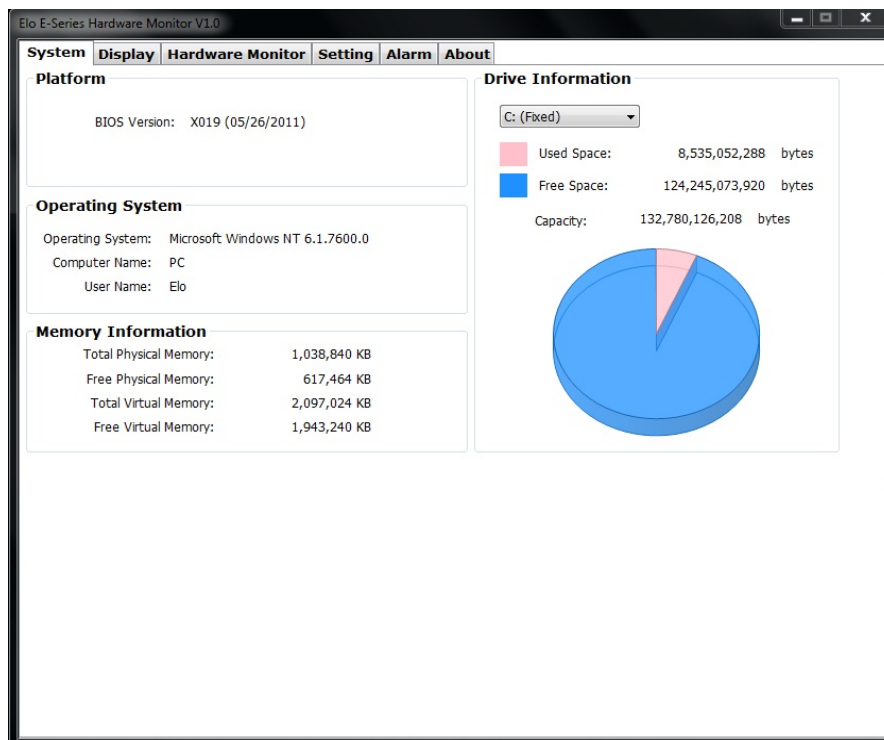 Elo E-Series Hardware Monitor V1.0
System Display Hardware Monitor Setting Alarm About
Platform
BIOS Version: X019 (05/26/2011)
Operating System
Operating System: Microsoft Windows NT 6.1.7600.0
Computer Name: PC
User Name: Elo
Memory Information
Total Physical Memory: 1,038,840 KB
Free Physical Memory: 617,464 KB
Total Virtual Memory: 2,097,024 KB
Free Virtual Memory: 1,943,240 KB
Drive Information
C: (Fixed)
Used Space: 8,535,052,288 bytes
Free Space: 124,245,073,920 bytes
Capacity: 132,780,126,208 bytes